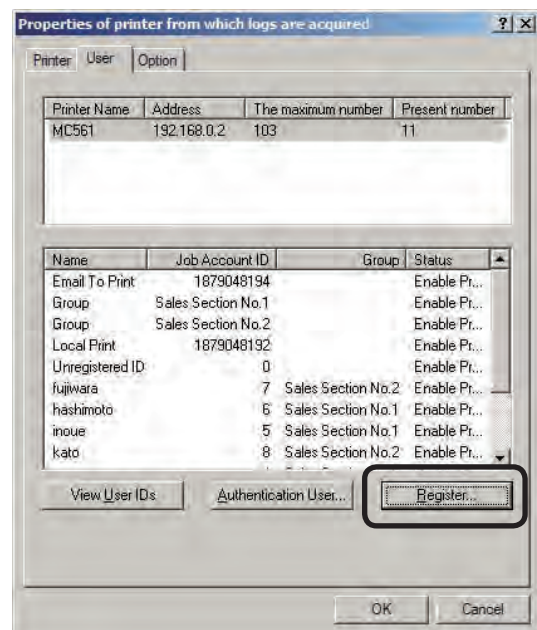 Properties of printer from which logs are acquired
Printer User Option
Printer Name Address The maximum number Present number
MC561 192.168.0.2 103 11
Name Job Account ID Group Status
Email To Print 1879048194 Enable Pr...
Group Sales Section No.1 Enable Pr...
Group Sales Section No.2 Enable Pr...
Local Print 1879048192 Enable Pr...
Unregistered ID 0 Enable Pr...
fujiwara 7 Sales Section No.2 Enable Pr...
hashimoto 6 Sales Section No.1 Enable Pr...
inoue 5 Sales Section No.1 Enable Pr...
kato 8 Sales Section No.2 Enable Pr...
View User IDs Authentication User... Register...
OK Cancel